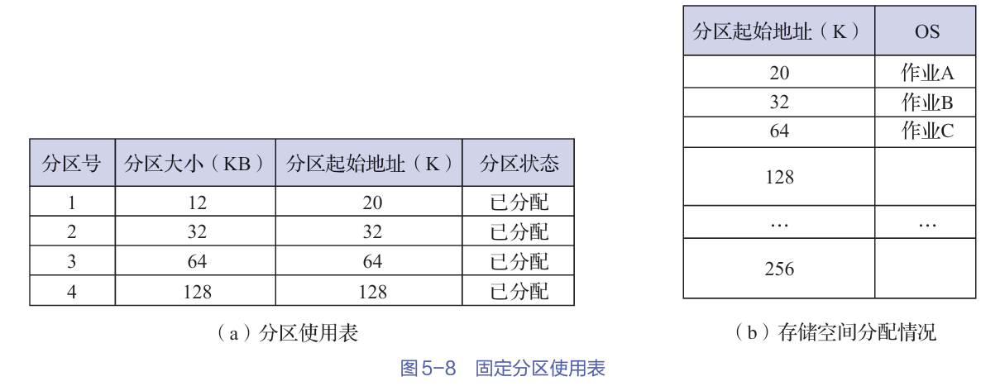 分区号 分区大小（KB） 分区起始地址（K） 分区状态
1 12 20 已分配
2 32 32 已分配
3 64 64 已分配
4 128 128 已分配
（a）分区使用表
分区起始地址（K） OS
20 作业A
32 作业B
64 作业C
128
… …
256
（b）存储空间分配情况
图5-8 固定分区使用表